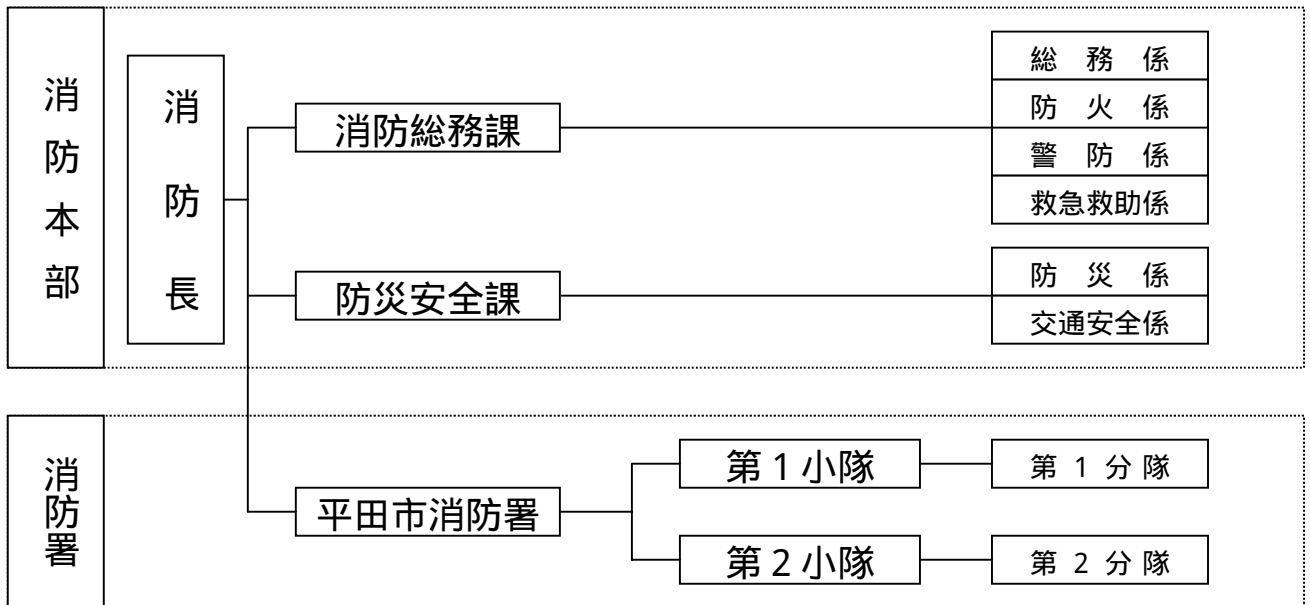 消防本部
消防長
消防総務課
総務係
防火係
警防係
救急救助係
防災安全課
防災係
交通安全係
消防署
平田市消防署
第1小隊
第1分隊
第2小隊
第2分隊